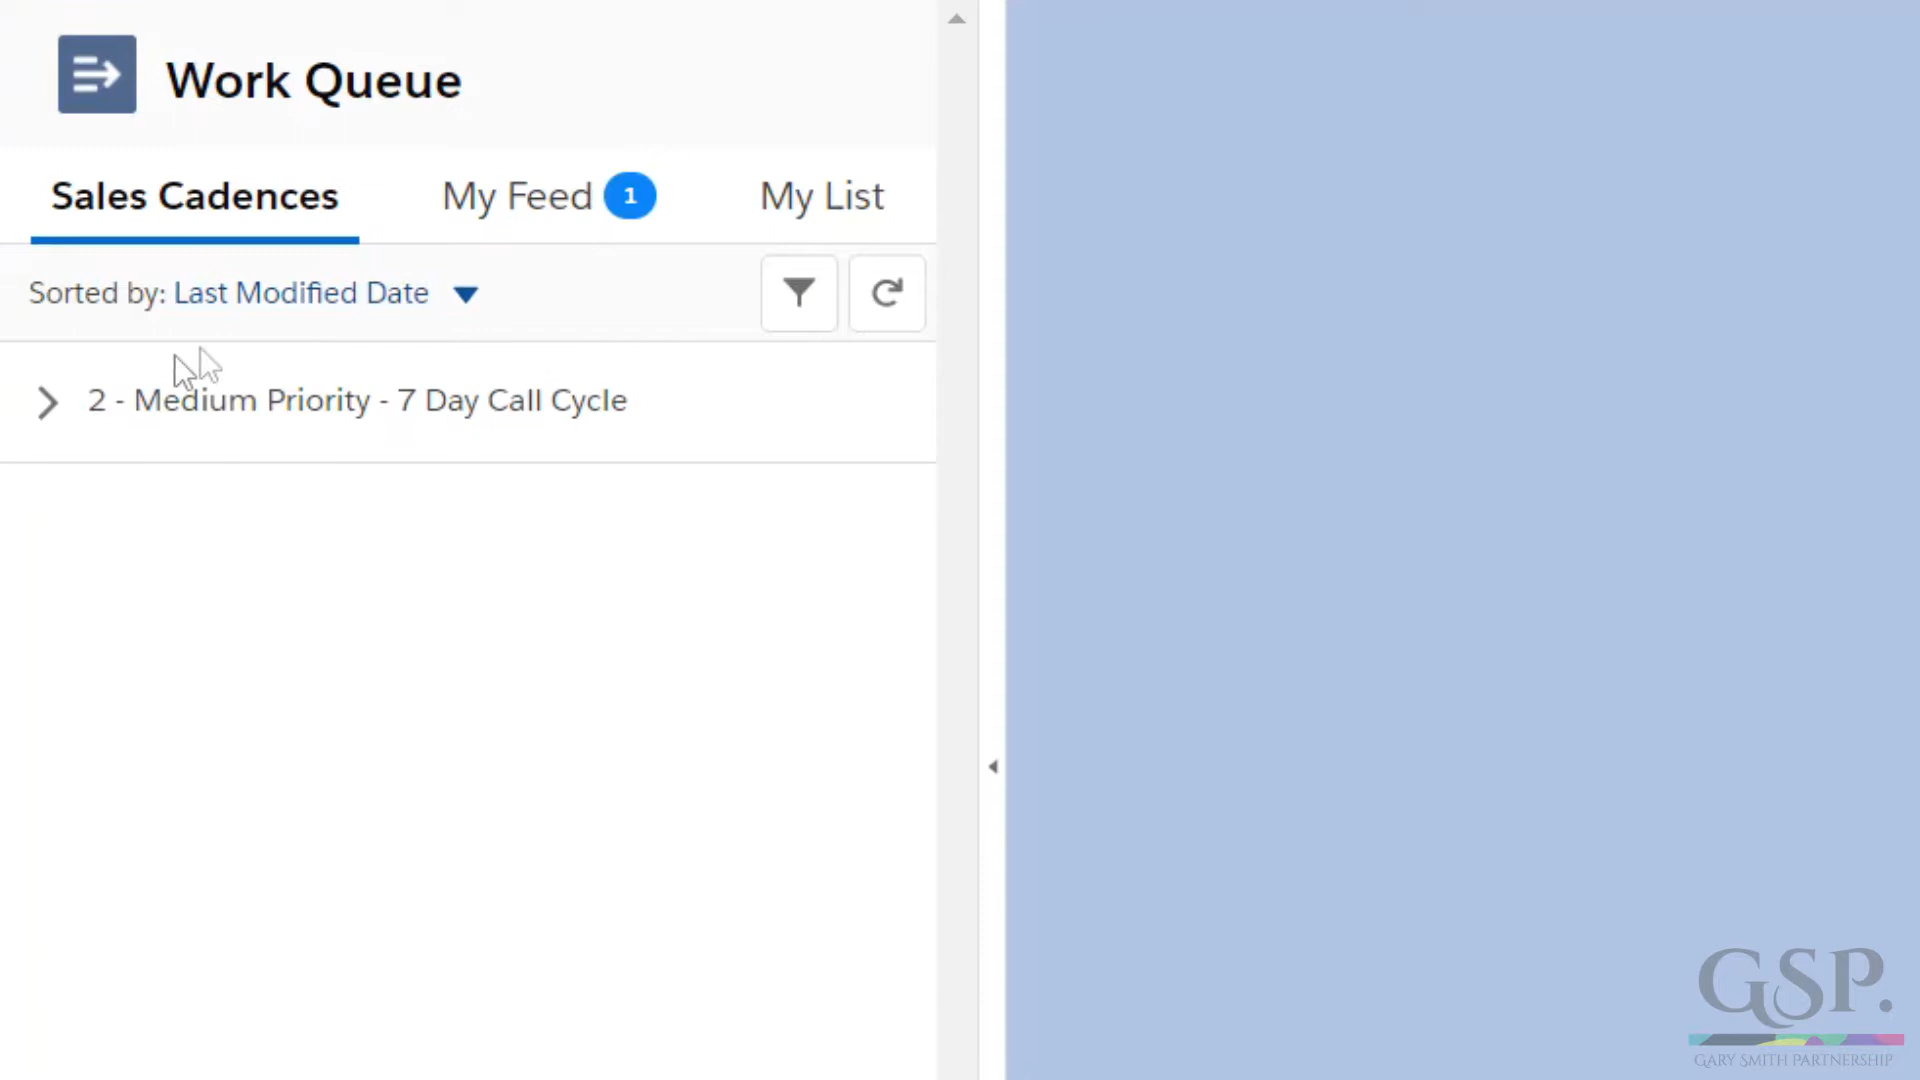 Work Queue
Sales Cadences
My Feed 1
My List
Sorted by: Last Modified Date
2 - Medium Priority - 7 Day Call Cycle
GSP.
GARY SMITH PARTNERSHIP